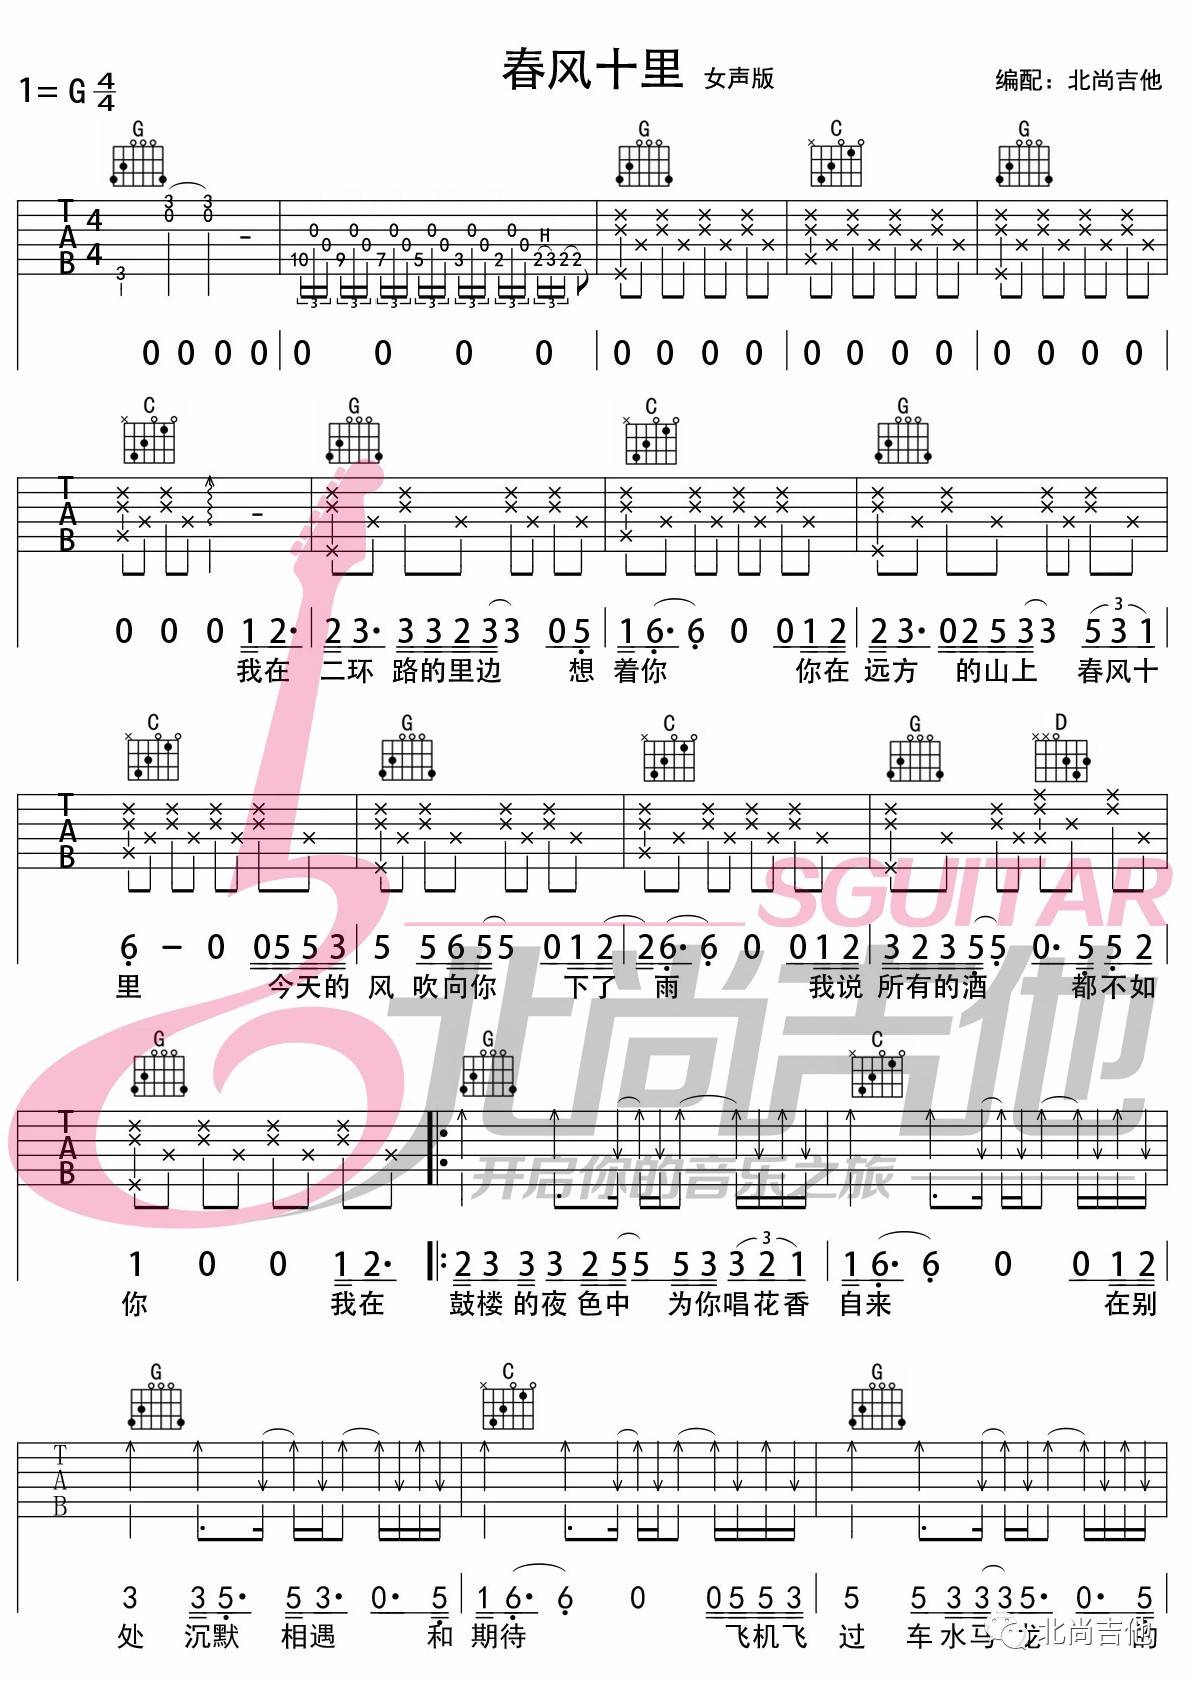 春风十里 女声版
1= G 4/4
编配：北尚吉他
G G C G
T A B 4 4
3 3 0 3 0 -
10 0 0 9 0 0 7 0 0 5 0 0 3 0 0 2 0 0 2 H 3 2 2
3 3 3 3 3 3 3
0 0 0 0 0 0 0 0 0 0 0 0 0 0 0 0 0 0 0 0
C G C G
T A B
0 0 0 1 2· 2 3· 3 3 2 3 3 3 0 5 1 6· 6 0 0 1 2 2 3· 0 2 5 3 3 3 5 3 1
我在 二环 路的里边 想 着你 你在 远方 的山上 春风十
C G C G D
T A B
SGUITAR
6 - 0 0 5 5 3 5 5 6 5 5 0 1 2 2 6· 6 0 0 1 2 3 2 3 5 5 0· 5 5 2
里 今天的 风 吹向你 下了 雨 我说 所有的酒 都不如
北尚吉他
G G C
T A B
开启你的音乐之旅
1 0 0 1 2· 2 3 3 3 2 5 5 5 5 3 3 2 1 1 6· 6 0 0 1 2
你 我在 鼓楼 的夜 色中 为你唱花香 自来 在别
G C G
T A B
3 3 5· 5 3· 0· 5 1 6· 6 0 0 5 5 3 5 5 3 3 3 5· 0· 5
处 沉默 相遇 和 期待 飞机飞 过 车水马龙 的
北尚吉他